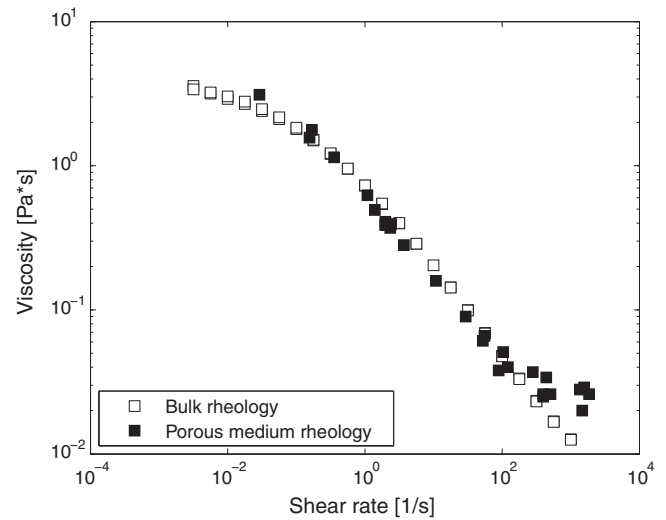 10^1
10^0
10^−1
10^−2
Viscosity [Pa*s]
Bulk rheology
Porous medium rheology
10^−4 10^−2 10^0 10^2 10^4
Shear rate [1/s]